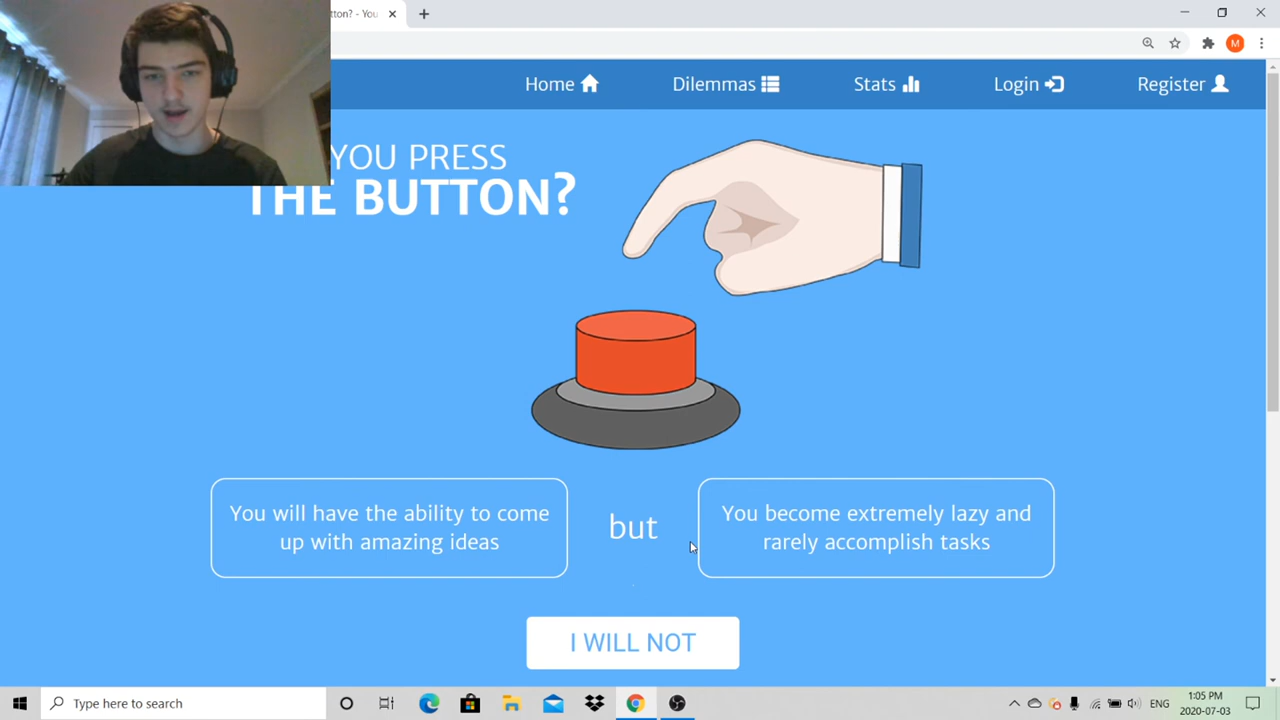 ton? - You
M
Home
Dilemmas
Stats
Login
Register
YOU PRESS
THE BUTTON?
You will have the ability to come
up with amazing ideas
but
You become extremely lazy and
rarely accomplish tasks
I WILL NOT
Type here to search
ENG
1:05 PM
2020-07-03